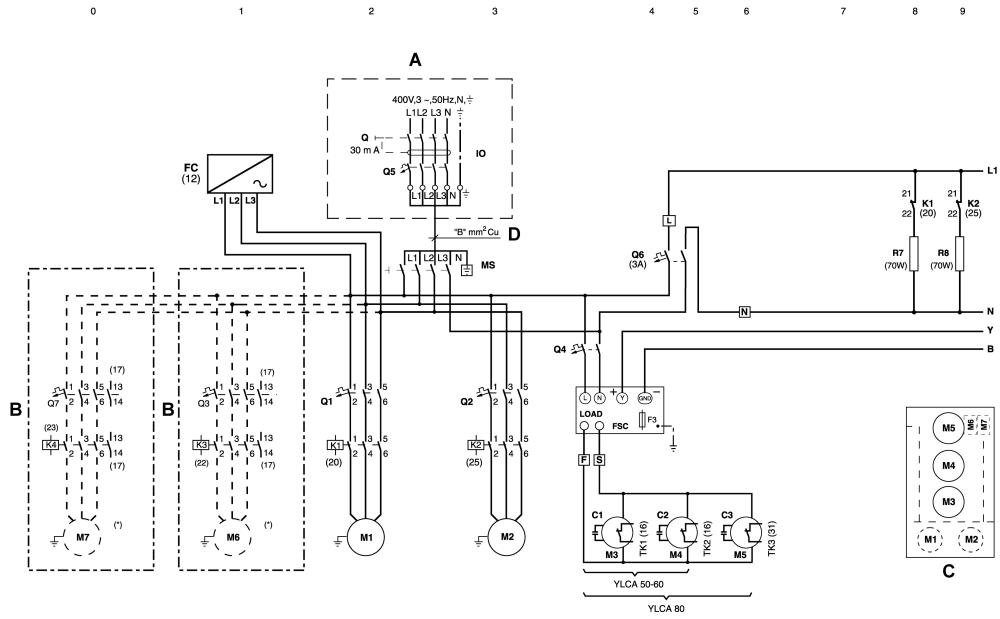 0 1 2 3 4 5 6 7 8 9
A
400V,3 ~,50Hz,N,
L1 L2 L3 N
Q
30 m A
IO
Q5
L1 L2 L3 N
FC
(12)
L1 L2 L3
"B" mm² Cu
D
L1 L2 L3 N
MS
L1
L
Q6
(3A)
21
22
K1
(20)
21
22
K2
(25)
R7
(70W)
R8
(70W)
N
N
Y
B
Q4
B
(17)
Q7
1 3 5 13
2 4 6 14
(23)
K4
1 3 5 13
2 4 6 14
(17)
M7
(*)
B
(17)
Q3
1 3 5 13
2 4 6 14
K3
(22)
1 3 5 13
2 4 6 14
(17)
M6
(*)
Q1
1 3 5
2 4 6
K1
(20)
1 3 5
2 4 6
M1
Q2
1 3 5
2 4 6
K2
(25)
1 3 5
2 4 6
M2
L N + Y GND −
LOAD
FSC
F3
F S
C1
M3
TK1 (16)
C2
M4
TK2 (16)
C3
M5
TK3 (31)
YLCA 50-60
YLCA 80
M5
M6
M7
M4
M3
M1
M2
C